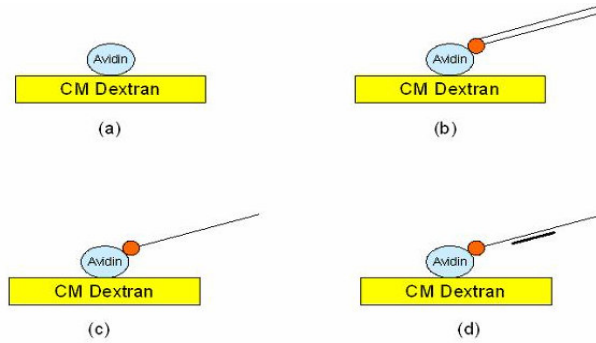 Avidin
CM Dextran
(a)
Avidin
CM Dextran
(b)
Avidin
CM Dextran
(c)
Avidin
CM Dextran
(d)